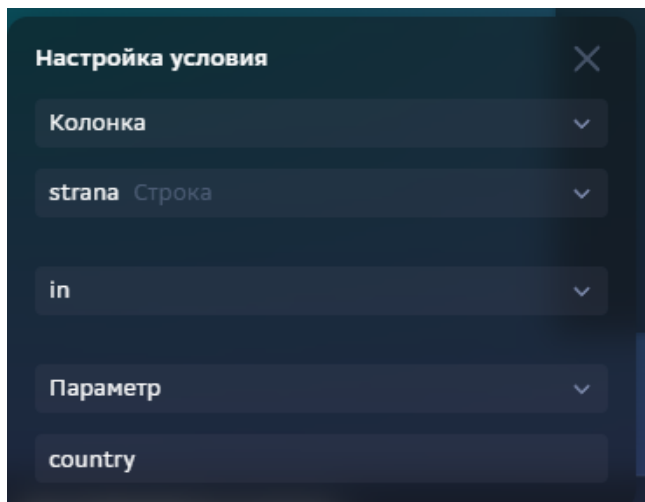 Настройка условия
Колонка
strana Строка
in
Параметр
country